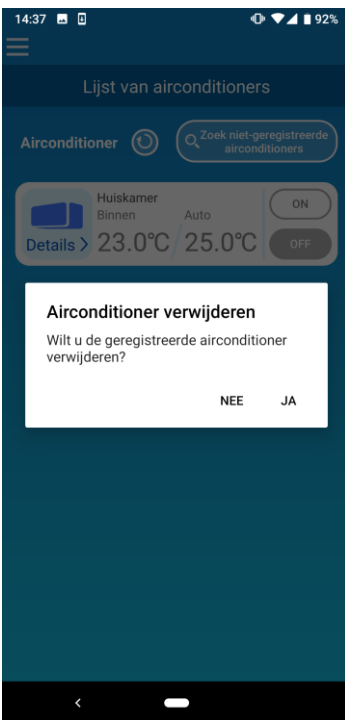 14:37 92%
Lijst van airconditioners
Airconditioner
Zoek niet-geregistreerde
airconditioners
Huiskamer
Binnen Auto
ON
Details > 23.0°C 25.0°C
OFF
Airconditioner verwijderen
Wilt u de geregistreerde airconditioner
verwijderen?
NEE JA